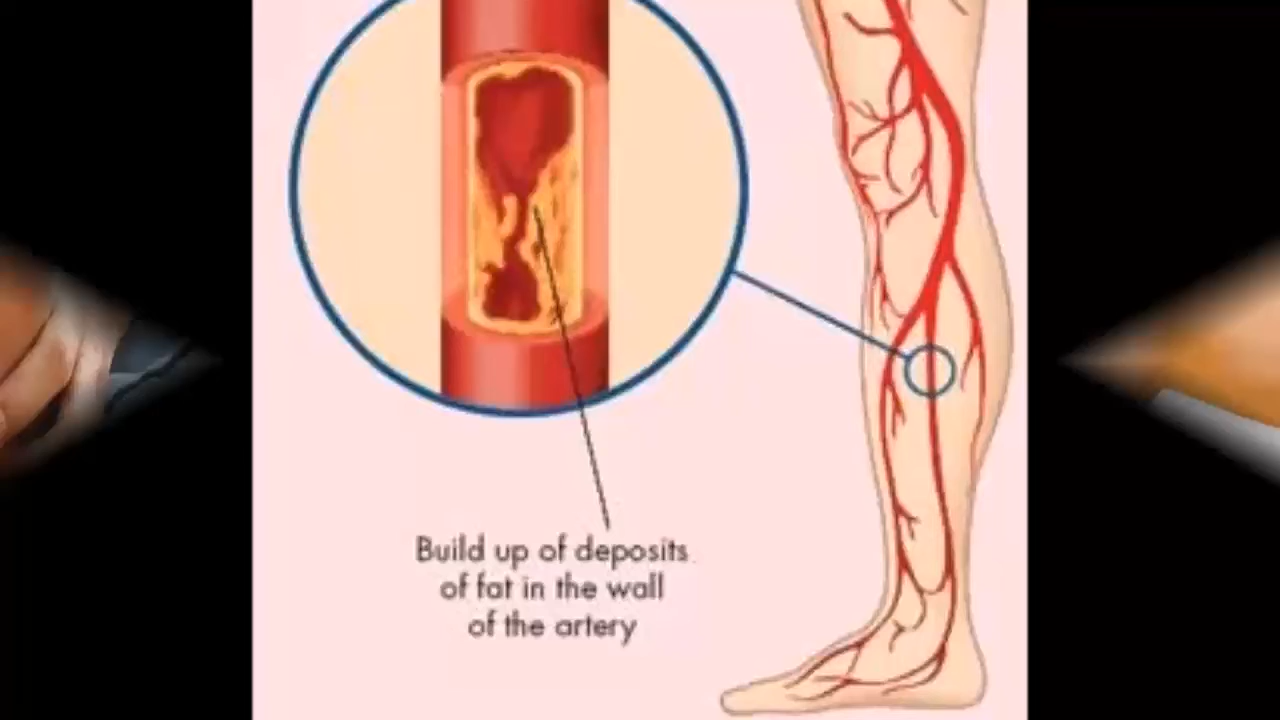 Build up of deposits
of fat in the wall
of the artery